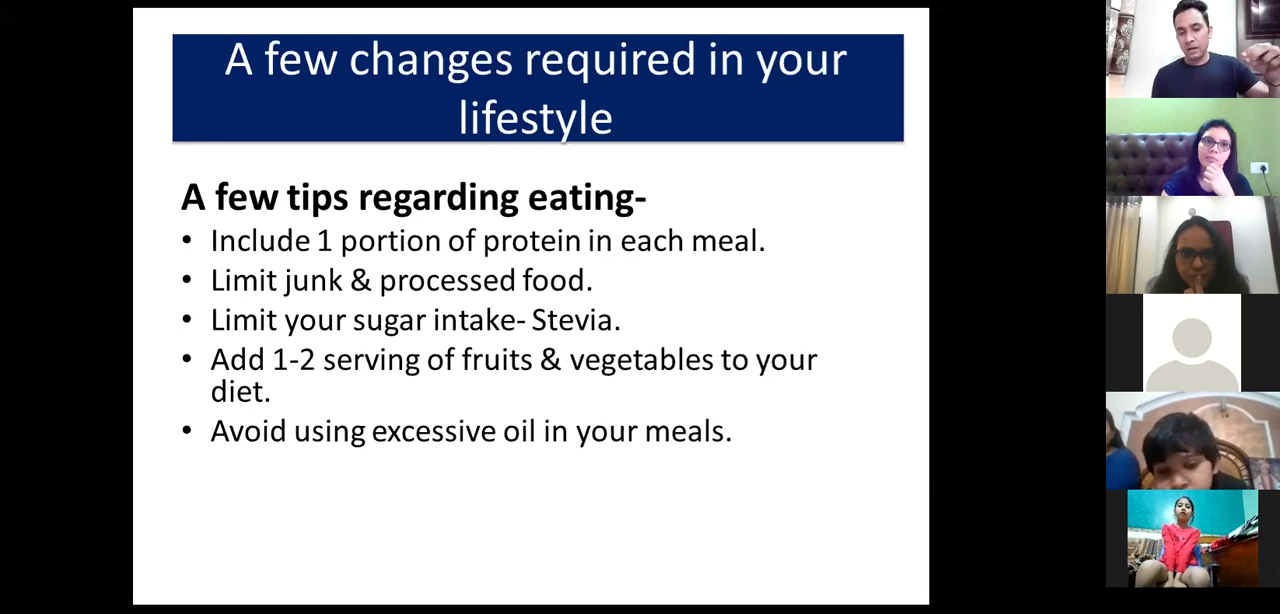 A few changes required in your
lifestyle
A few tips regarding eating-
• Include 1 portion of protein in each meal.
• Limit junk & processed food.
• Limit your sugar intake- Stevia.
• Add 1-2 serving of fruits & vegetables to your
diet.
• Avoid using excessive oil in your meals.